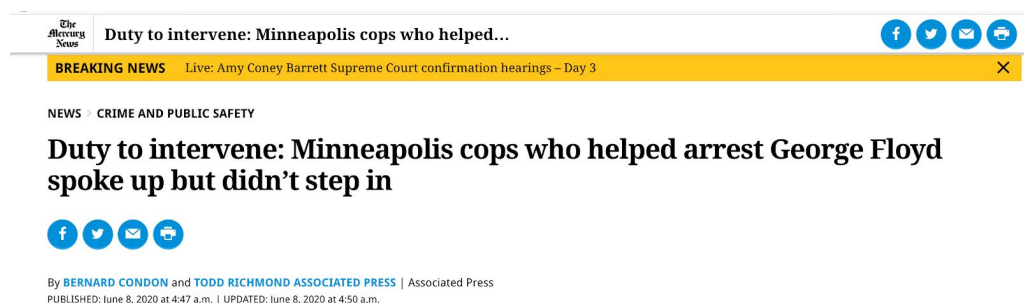 The
Mercury
News
Duty to intervene: Minneapolis cops who helped...
BREAKING NEWS Live: Amy Coney Barrett Supreme Court confirmation hearings – Day 3
NEWS > CRIME AND PUBLIC SAFETY
Duty to intervene: Minneapolis cops who helped arrest George Floyd
spoke up but didn’t step in
By BERNARD CONDON and TODD RICHMOND ASSOCIATED PRESS | Associated Press
PUBLISHED: June 8, 2020 at 4:47 a.m. | UPDATED: June 8, 2020 at 4:50 a.m.